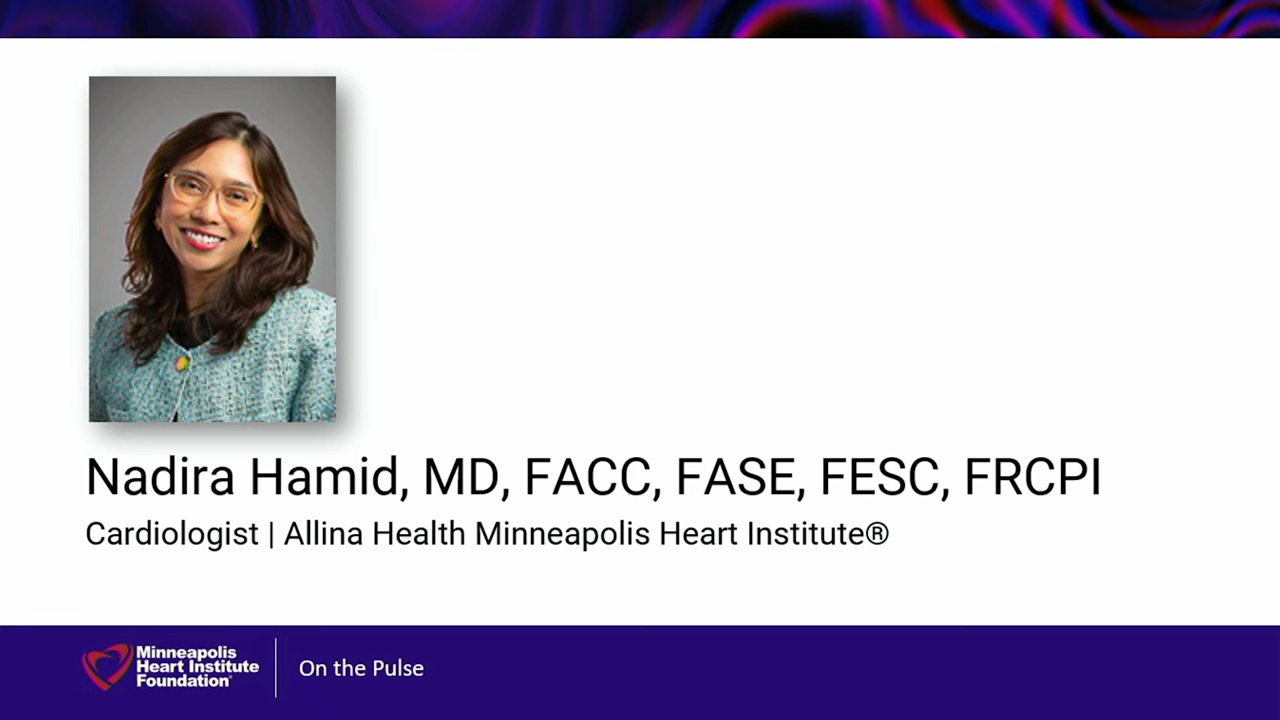 Nadira Hamid, MD, FACC, FASE, FESC, FRCPI
Cardiologist | Allina Health Minneapolis Heart Institute®
Minneapolis
Heart Institute
Foundation®
On the Pulse